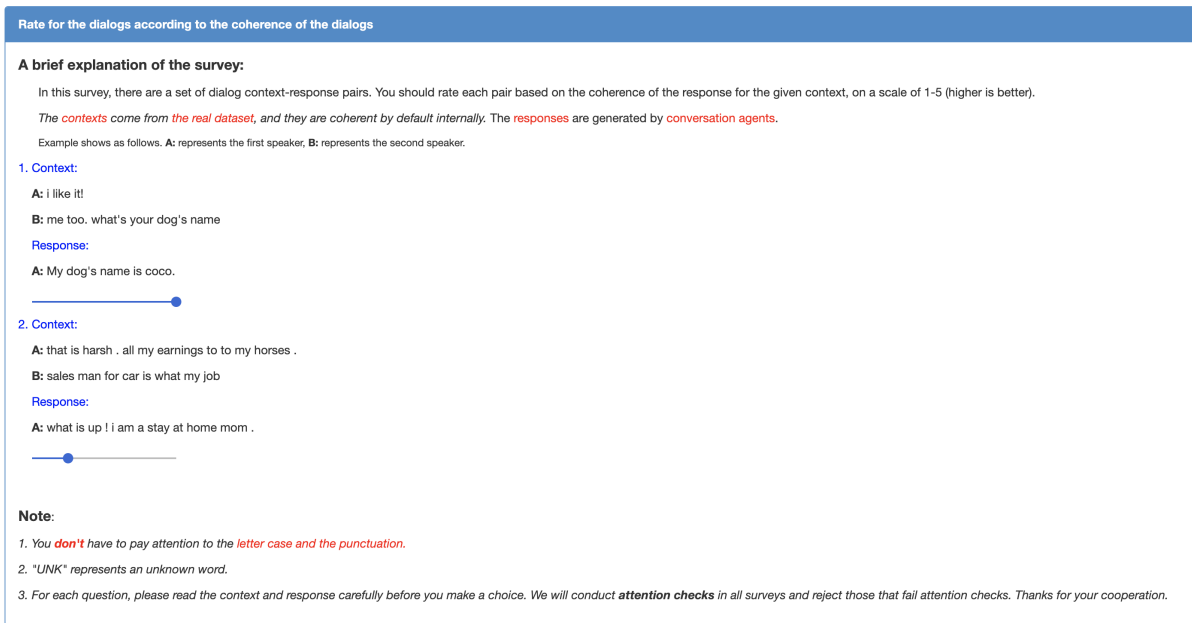 Rate for the dialogs according to the coherence of the dialogs
A brief explanation of the survey:
In this survey, there are a set of dialog context-response pairs. You should rate each pair based on the coherence of the response for the given context, on a scale of 1-5 (higher is better).
The contexts come from the real dataset, and they are coherent by default internally. The responses are generated by conversation agents.
Example shows as follows. A: represents the first speaker, B: represents the second speaker.
1. Context:
A: i like it!
B: me too. what's your dog's name
Response:
A: My dog's name is coco.
2. Context:
A: that is harsh . all my earnings to to my horses .
B: sales man for car is what my job
Response:
A: what is up ! i am a stay at home mom .
Note:
1. You don't have to pay attention to the letter case and the punctuation.
2. "UNK" represents an unknown word.
3. For each question, please read the context and response carefully before you make a choice. We will conduct attention checks in all surveys and reject those that fail attention checks. Thanks for your cooperation.